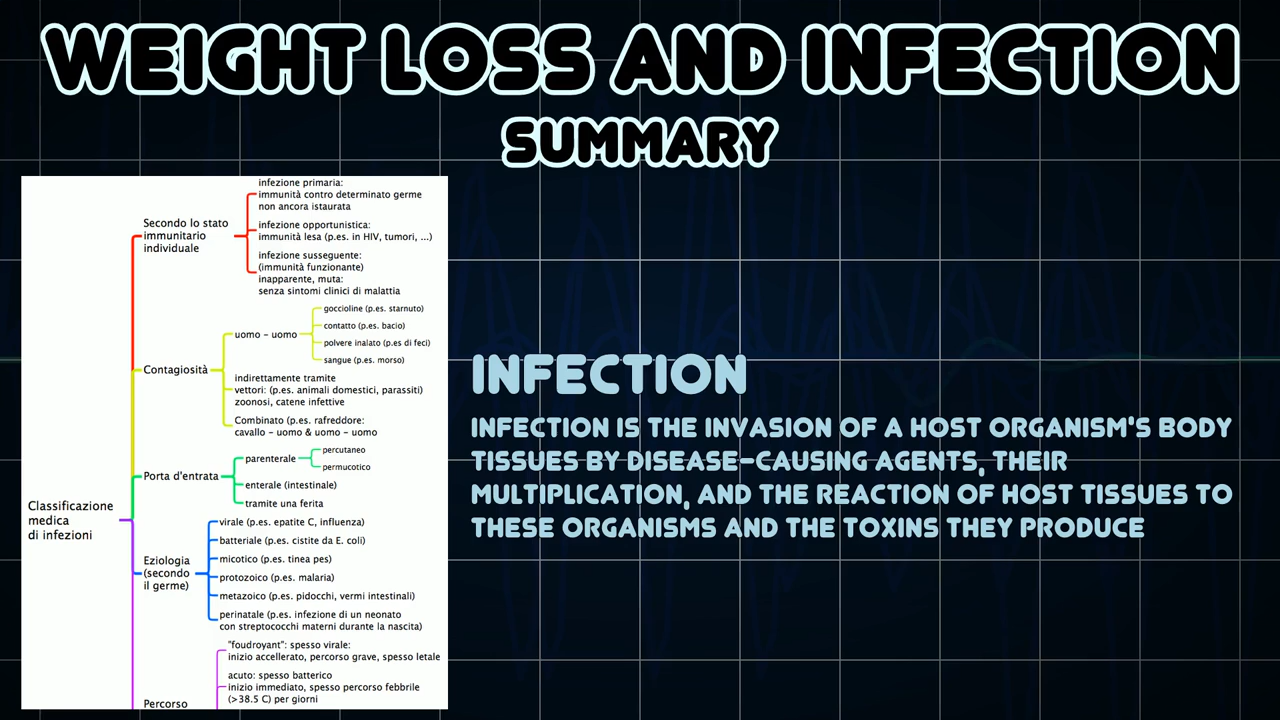 WEIGHT LOSS AND INFECTION
SUMMARY
infezione primaria:
immunità contro determinato germe
non ancora istaurata
Secondo lo stato
immunitario
individuale
infezione opportunistica:
immunità lesa (p.es. in HIV, tumori, ...)
infezione susseguente:
(immunità funzionante)
inapparente, muta:
senza sintomi clinici di malattia
goccioline (p.es. starnuto)
uomo - uomo
contatto (p.es. bacio)
polvere inalato (p.es di feci)
sangue (p.es. morso)
Contagiosità
indirettamente tramite
vettori: (p.es. animali domestici, parassiti)
zoonosi, catene infettive
Combinato (p.es. rafreddore:
cavallo - uomo & uomo - uomo
percutaneo
parenterale
permucotico
Porta d'entrata
enterale (intestinale)
tramite una ferita
Classificazione
medica
di infezioni
virale (p.es. epatite C, influenza)
batteriale (p.es. cistite da E. coli)
Eziologia
(secondo
il germe)
micotico (p.es. tinea pes)
protozoico (p.es. malaria)
metazoico (p.es. pidocchi, vermi intestinali)
perinatale (p.es. infezione di un neonato
con streptococchi materni durante la nascita)
"foudroyant": spesso virale:
inizio accellerato, percorso grave, spesso letale
acuto: spesso batterico
inizio immediato, spesso percorso febbrile
(>38.5 C) per giorni
Percorso
INFECTION
INFECTION IS THE INVASION OF A HOST ORGANISM'S BODY
TISSUES BY DISEASE-CAUSING AGENTS, THEIR
MULTIPLICATION, AND THE REACTION OF HOST TISSUES TO
THESE ORGANISMS AND THE TOXINS THEY PRODUCE